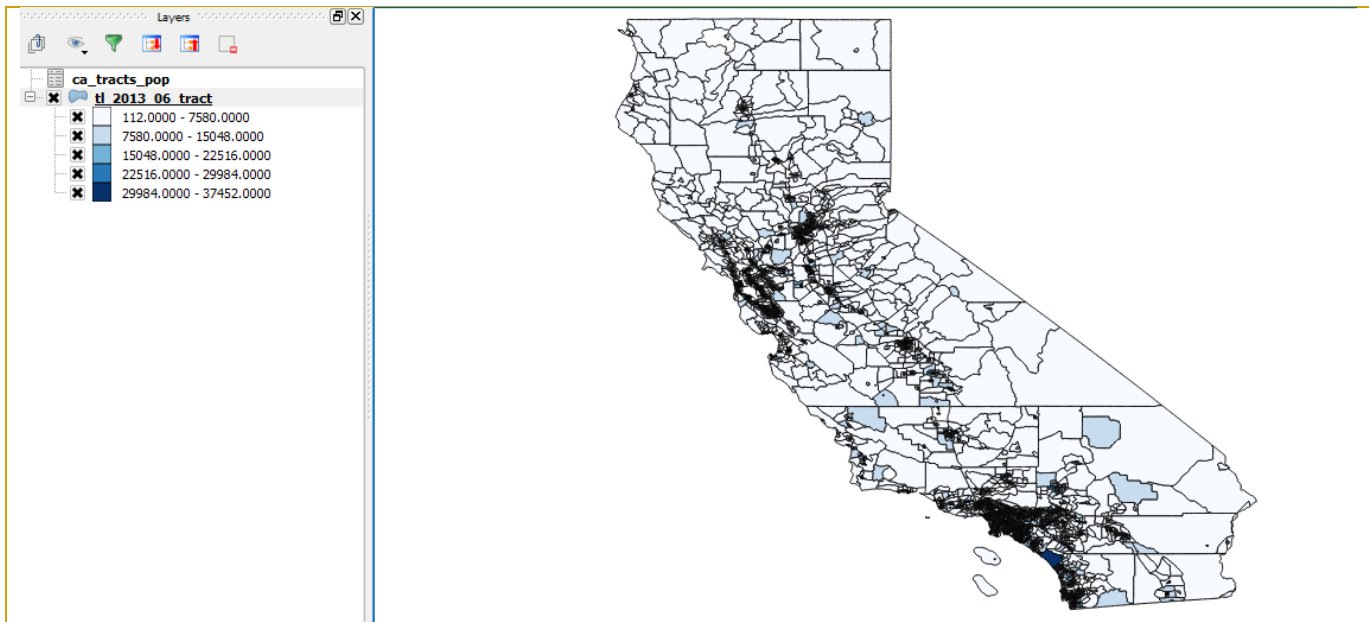 Layers
ca_tracts_pop
tl_2013_06_tract
112.0000 - 7580.0000
7580.0000 - 15048.0000
15048.0000 - 22516.0000
22516.0000 - 29984.0000
29984.0000 - 37452.0000